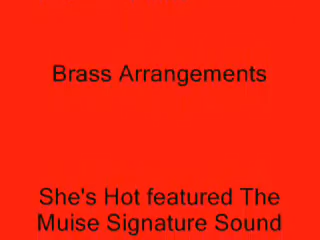 Brass Arrangements
She's Hot featured The
Muise Signature Sound